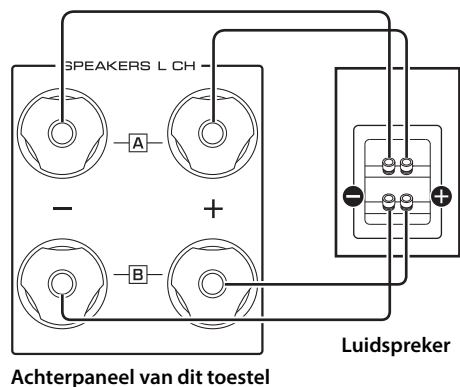 SPEAKERS L CH
A
− +
− +
B
Luidspreker
Achterpaneel van dit toestel